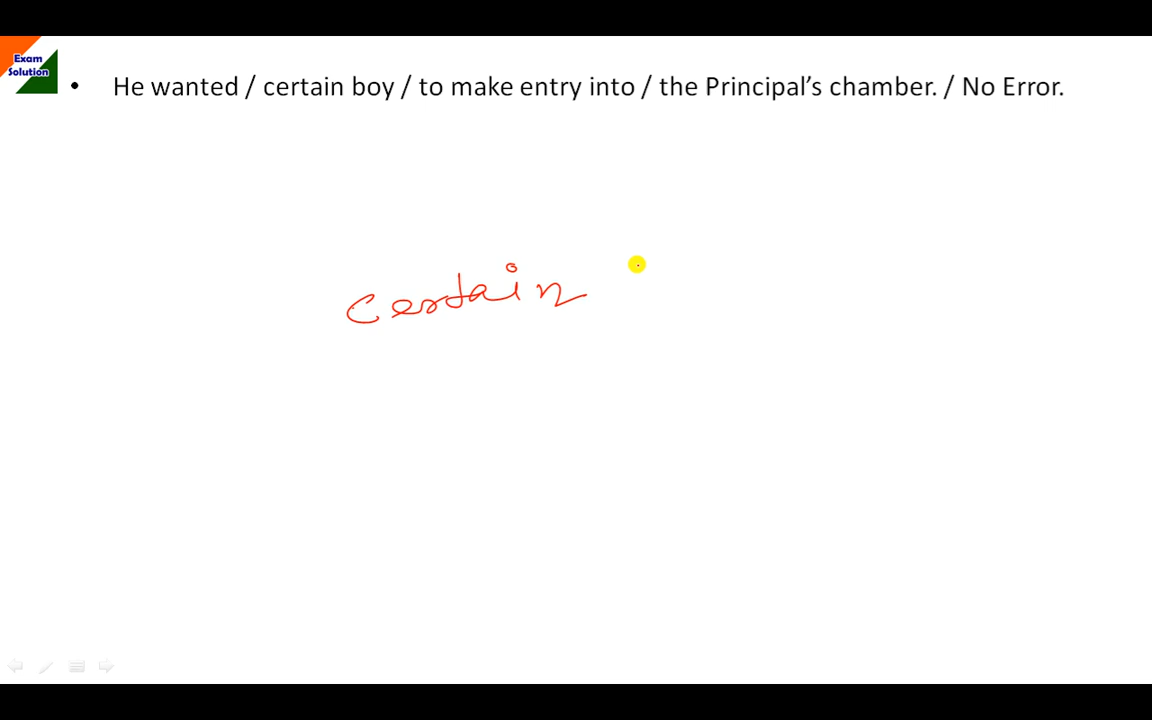 Exam
Solution
• He wanted / certain boy / to make entry into / the Principal’s chamber. / No Error.
certain